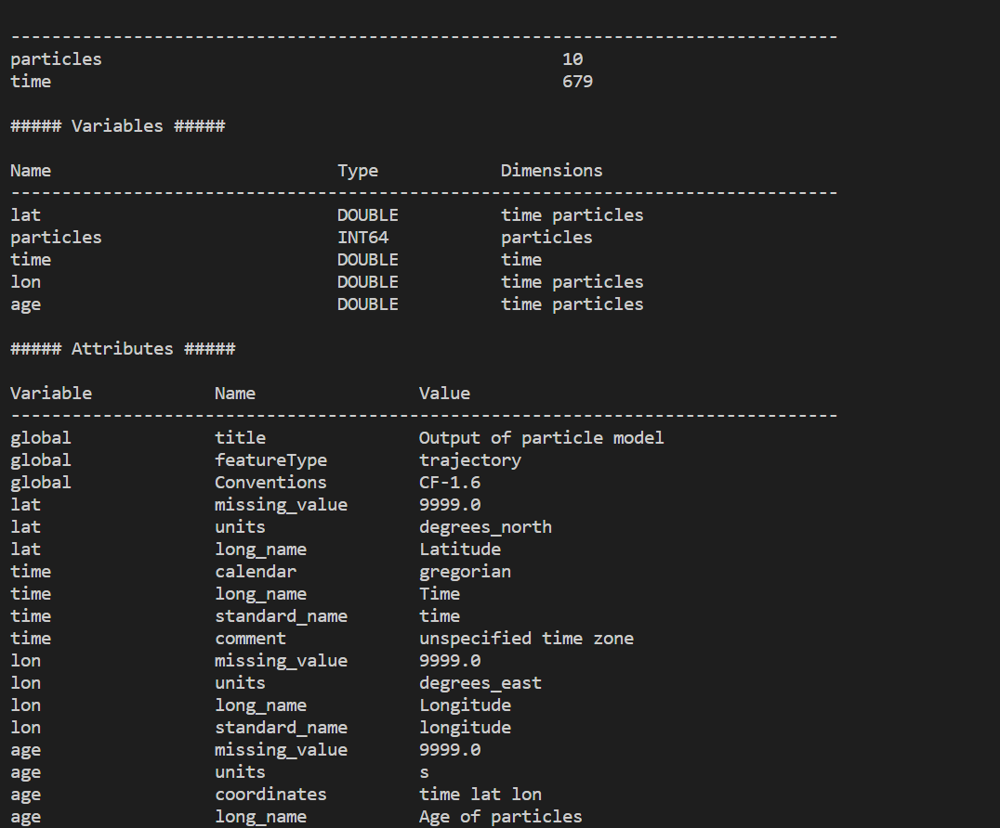 --------------------------------------------------------------------------------
particles 10
time 679
##### Variables #####
Name Type Dimensions
--------------------------------------------------------------------------------
lat DOUBLE time particles
particles INT64 particles
time DOUBLE time
lon DOUBLE time particles
age DOUBLE time particles
##### Attributes #####
Variable Name Value
--------------------------------------------------------------------------------
global title Output of particle model
global featureType trajectory
global Conventions CF-1.6
lat missing_value 9999.0
lat units degrees_north
lat long_name Latitude
time calendar gregorian
time long_name Time
time standard_name time
time comment unspecified time zone
lon missing_value 9999.0
lon units degrees_east
lon long_name Longitude
lon standard_name longitude
age missing_value 9999.0
age units s
age coordinates time lat lon
age long_name Age of particles